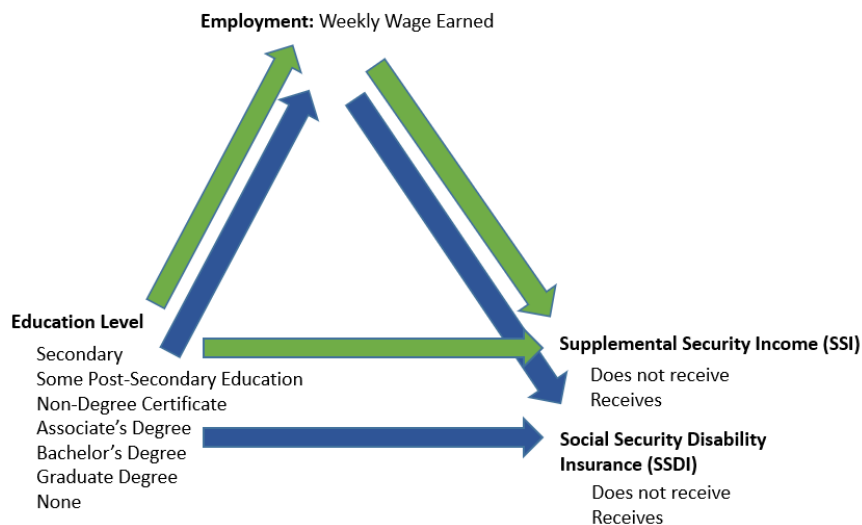 Employment: Weekly Wage Earned
Education Level
Secondary
Some Post-Secondary Education
Non-Degree Certificate
Associate’s Degree
Bachelor’s Degree
Graduate Degree
None
Supplemental Security Income (SSI)
Does not receive
Receives
Social Security Disability
Insurance (SSDI)
Does not receive
Receives